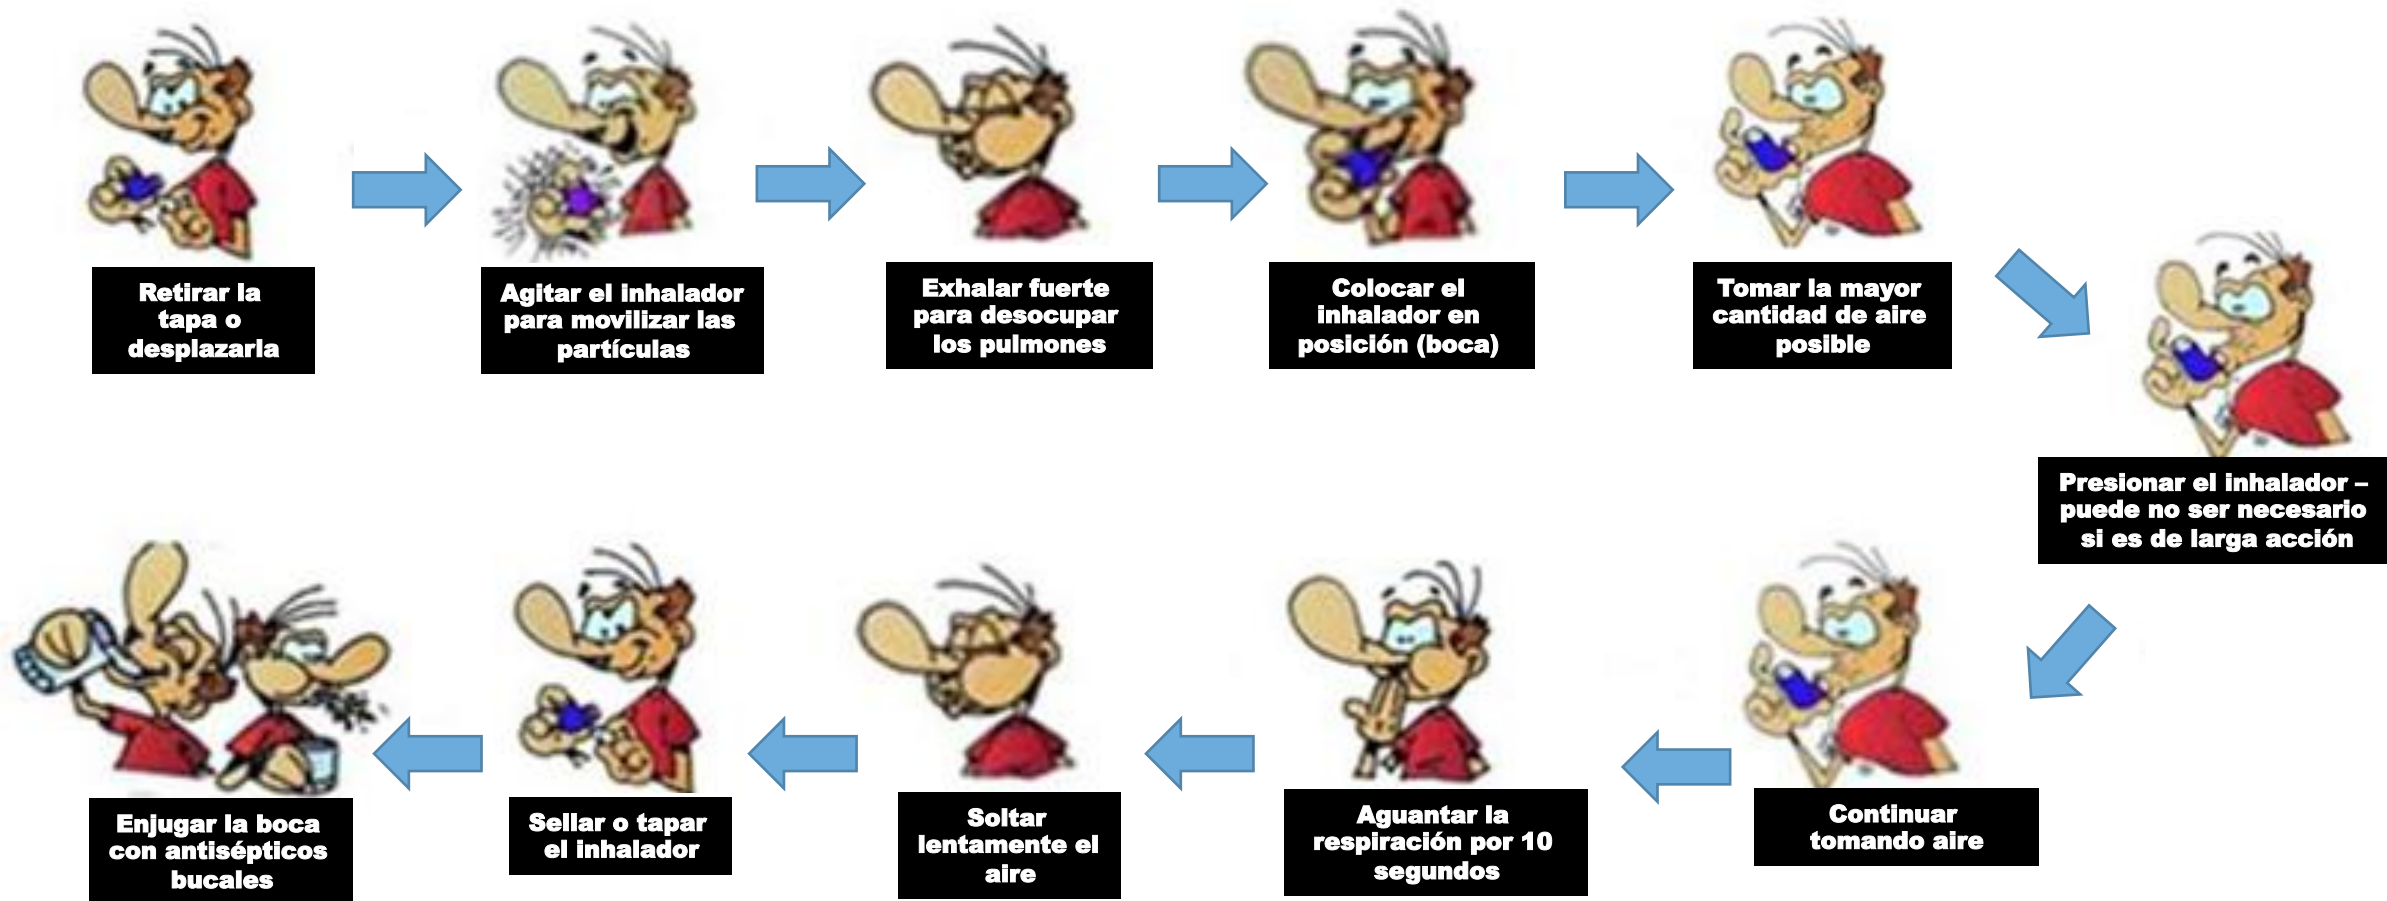 Retirar la
tapa o
desplazarla
Agitar el inhalador
para movilizar las
partículas
Exhalar fuerte
para desocupar
los pulmones
Colocar el
inhalador en
posición (boca)
Tomar la mayor
cantidad de aire
posible
Presionar el inhalador –
puede no ser necesario
si es de larga acción
Continuar
tomando aire
Aguantar la
respiración por 10
segundos
Soltar
lentamente el
aire
Sellar o tapar
el inhalador
Enjugar la boca
con antisépticos
bucales